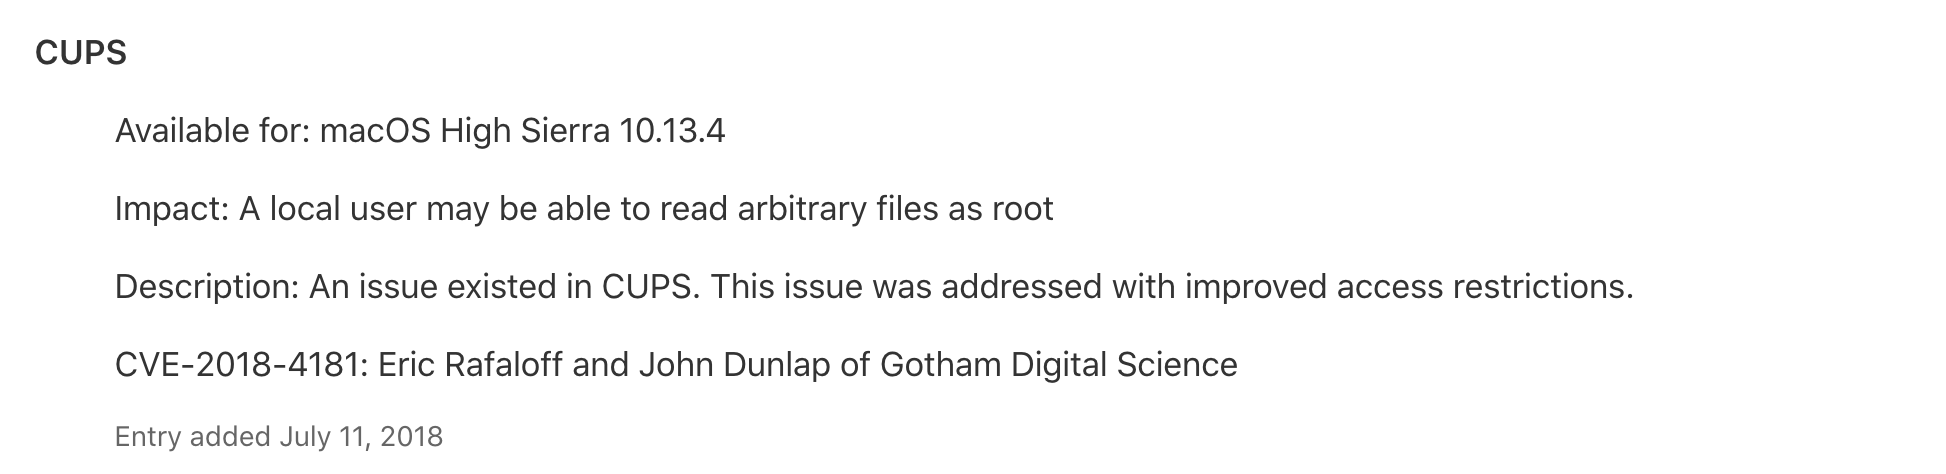 CUPS
Available for: macOS High Sierra 10.13.4
Impact: A local user may be able to read arbitrary files as root
Description: An issue existed in CUPS. This issue was addressed with improved access restrictions.
CVE-2018-4181: Eric Rafaloff and John Dunlap of Gotham Digital Science
Entry added July 11, 2018